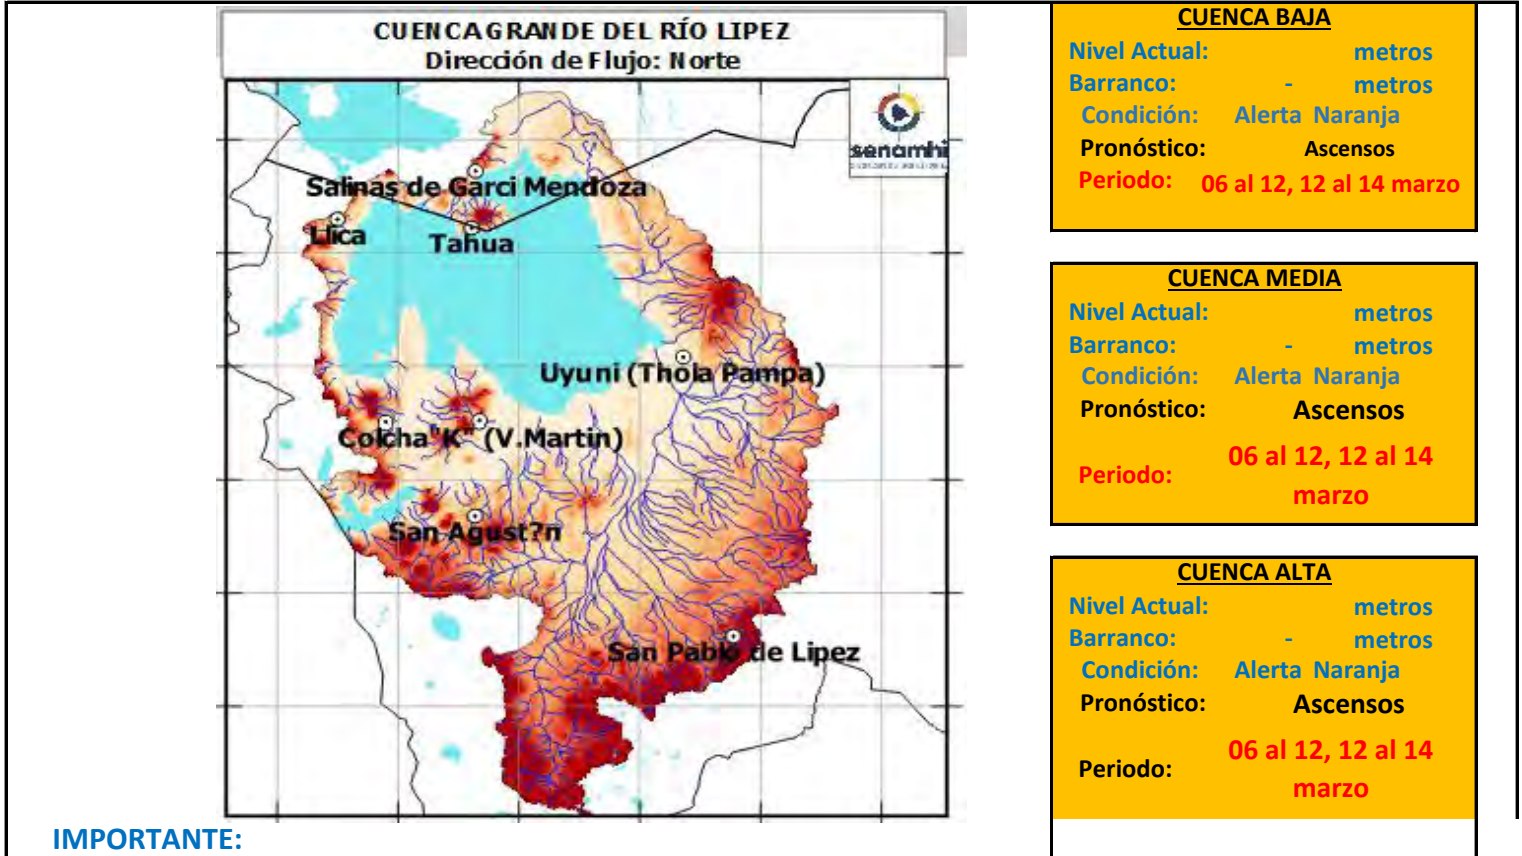 CUENCA GRANDE DEL RÍO LIPEZ
Dirección de Flujo: Norte
senamhi
Salinas de Garci Mendoza
Llica
Tahua
Uyuni (Thola Pampa)
Colcha"K" (V.Martin)
San Agust?n
San Pablo de Lipez
CUENCA BAJA
Nivel Actual: metros
Barranco: - metros
Condición: Alerta Naranja
Pronóstico: Ascensos
Periodo: 06 al 12, 12 al 14 marzo
CUENCA MEDIA
Nivel Actual: metros
Barranco: - metros
Condición: Alerta Naranja
Pronóstico: Ascensos
Periodo: 06 al 12, 12 al 14
marzo
CUENCA ALTA
Nivel Actual: metros
Barranco: - metros
Condición: Alerta Naranja
Pronóstico: Ascensos
Periodo: 06 al 12, 12 al 14
marzo
IMPORTANTE: